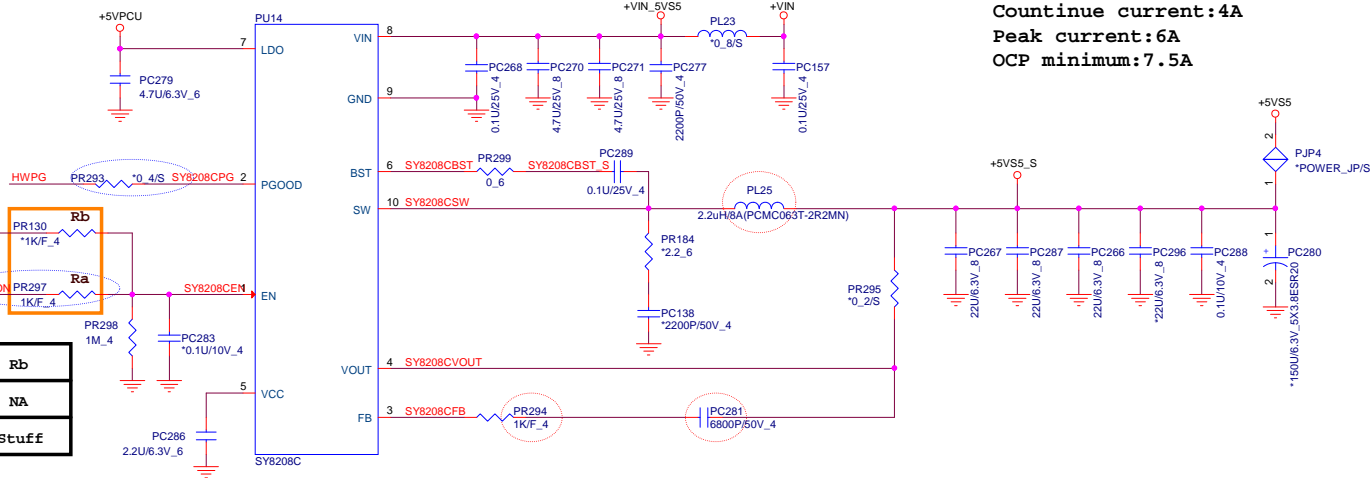 Countinue current:4A
Peak current:6A
OCP minimum:7.5A
+5VPCU
PU14
+VIN_5VS5
PL23
*0_8/S
+VIN
7
LDO
VIN
8
PC279
4.7U/6.3V_6
PC268
0.1U/25V_4
PC270
4.7U/25V_8
PC271
4.7U/25V_8
PC277
2200P/50V_4
PC157
0.1U/25V_4
GND
9
+5VS5
2
PJP4
*POWER_JP/S
1
HWPG
PR293
*0_4/S
SY8208CPG
2
PGOOD
BST
6
SY8208CBST
PR299
0_6
SY8208CBST_S
PC289
0.1U/25V_4
+5VS5_S
SW
10
SY8208CSW
PL25
2.2uH/8A(PCMC063T-2R2MN)
Rb
PR130
*1K/F_4
PR184
*2.2_6
PC267
22U/6.3V_8
PC287
22U/6.3V_8
PC266
22U/6.3V_8
PC296
*22U/6.3V_8
PC288
0.1U/10V_4
1
+
PC280
2
*150U/6.3V_5X3.8ESR20
Ra
ON
PR297
1K/F_4
SY8208CEN
1
EN
PR295
*0_2/S
PR298
1M_4
PC283
*0.1U/10V_4
PC138
*2200P/50V_4
Rb
NA
Stuff
VOUT
4
SY8208CVOUT
5
VCC
FB
3
SY8208CFB
PR294
1K/F_4
PC281
6800P/50V_4
PC286
2.2U/6.3V_6
SY8208C